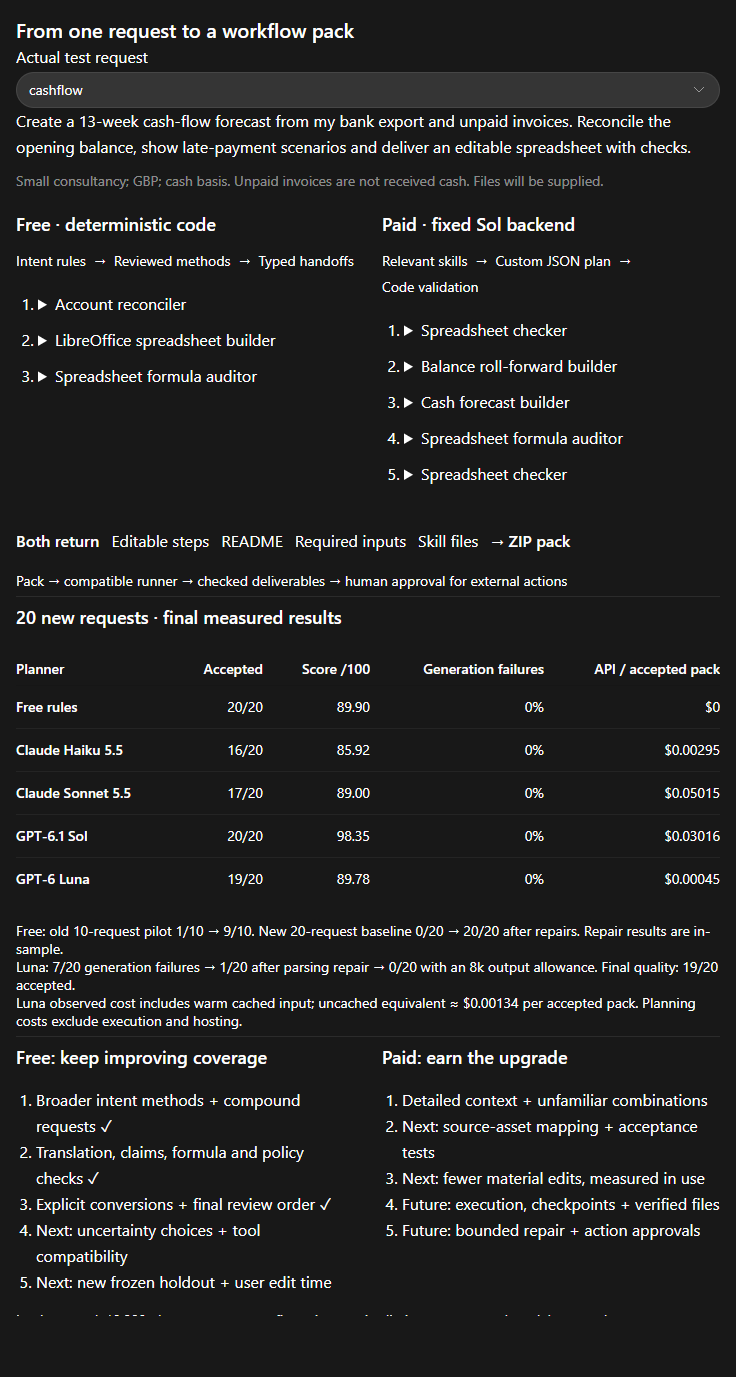 From one request to a workflow pack
Actual test request
cashflow
Create a 13-week cash-flow forecast from my bank export and unpaid invoices. Reconcile the
opening balance, show late-payment scenarios and deliver an editable spreadsheet with checks.
Small consultancy; GBP; cash basis. Unpaid invoices are not received cash. Files will be supplied.
Free · deterministic code
Intent rules → Reviewed methods → Typed handoffs
1. ▶ Account reconciler
2. ▶ LibreOffice spreadsheet builder
3. ▶ Spreadsheet formula auditor
Paid · fixed Sol backend
Relevant skills → Custom JSON plan →
Code validation
1. ▶ Spreadsheet checker
2. ▶ Balance roll-forward builder
3. ▶ Cash forecast builder
4. ▶ Spreadsheet formula auditor
5. ▶ Spreadsheet checker
Both return Editable steps README Required inputs Skill files → ZIP pack
Pack → compatible runner → checked deliverables → human approval for external actions
20 new requests · final measured results
Planner Accepted Score /100 Generation failures API / accepted pack
Free rules 20/20 89.90 0% $0
Claude Haiku 5.5 16/20 85.92 0% $0.00295
Claude Sonnet 5.5 17/20 89.00 0% $0.05015
GPT-6.1 Sol 20/20 98.35 0% $0.03016
GPT-6 Luna 19/20 89.78 0% $0.00045
Free: old 10-request pilot 1/10 → 9/10. New 20-request baseline 0/20 → 20/20 after repairs. Repair results are in-
sample.
Luna: 7/20 generation failures → 1/20 after parsing repair → 0/20 with an 8k output allowance. Final quality: 19/20
accepted.
Luna observed cost includes warm cached input; uncached equivalent ≈ $0.00134 per accepted pack. Planning
costs exclude execution and hosting.
Free: keep improving coverage
1. Broader intent methods + compound
requests ✓
2. Translation, claims, formula and policy
checks ✓
3. Explicit conversions + final review order ✓
4. Next: uncertainty choices + tool
compatibility
5. Next: new frozen holdout + user edit time
Paid: earn the upgrade
1. Detailed context + unfamiliar combinations
2. Next: source-asset mapping + acceptance
tests
3. Next: fewer material edits, measured in use
4. Future: execution, checkpoints + verified files
5. Future: bounded repair + action approvals